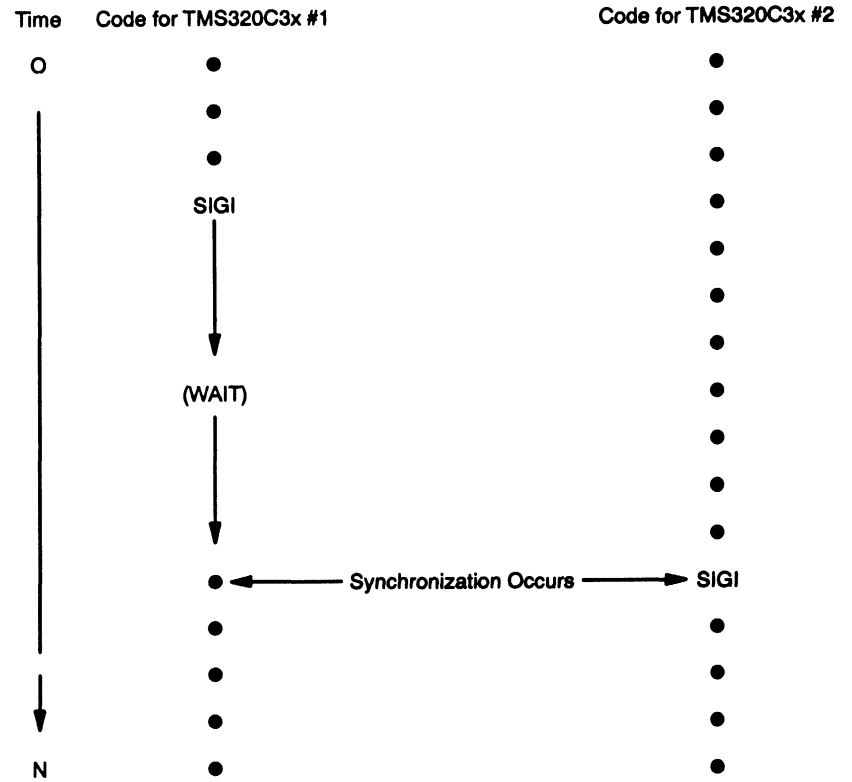 Time
Code for TMS320C3x #1
Code for TMS320C3x #2
O
SIGI
(WAIT)
Synchronization Occurs
SIGI
N